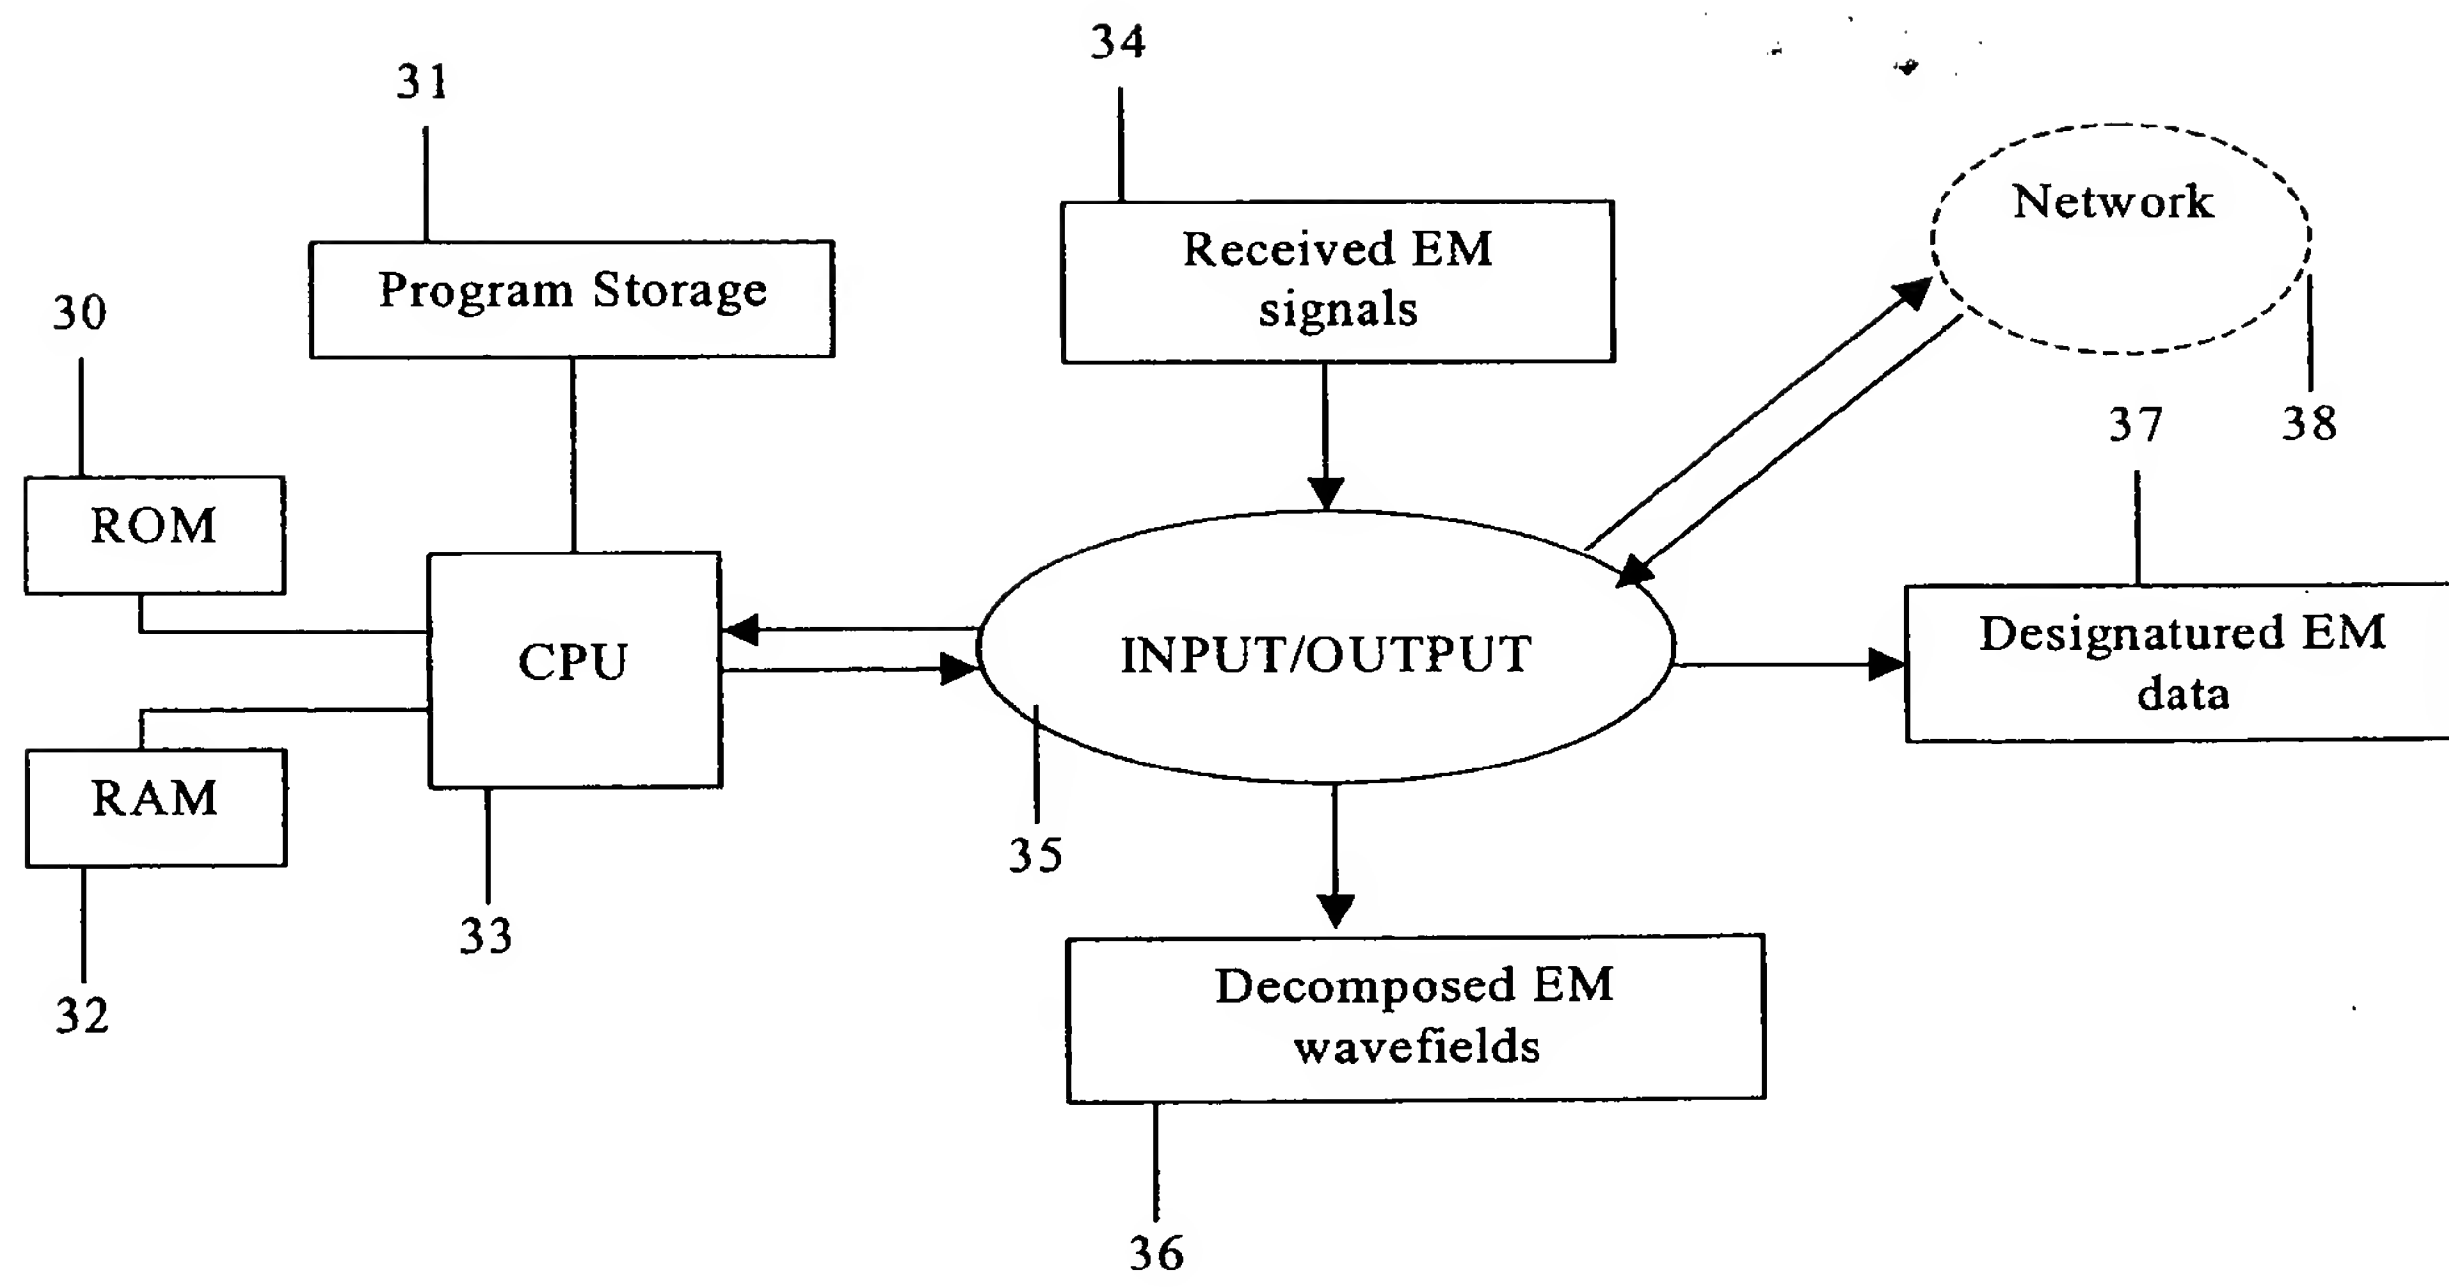 34
31
Network
Received EM
signals
Program Storage
30
37
38
ROM
CPU
INPUT/OUTPUT
Designatured EM
data
RAM
35
33
32
Decomposed EM
wavefields
36